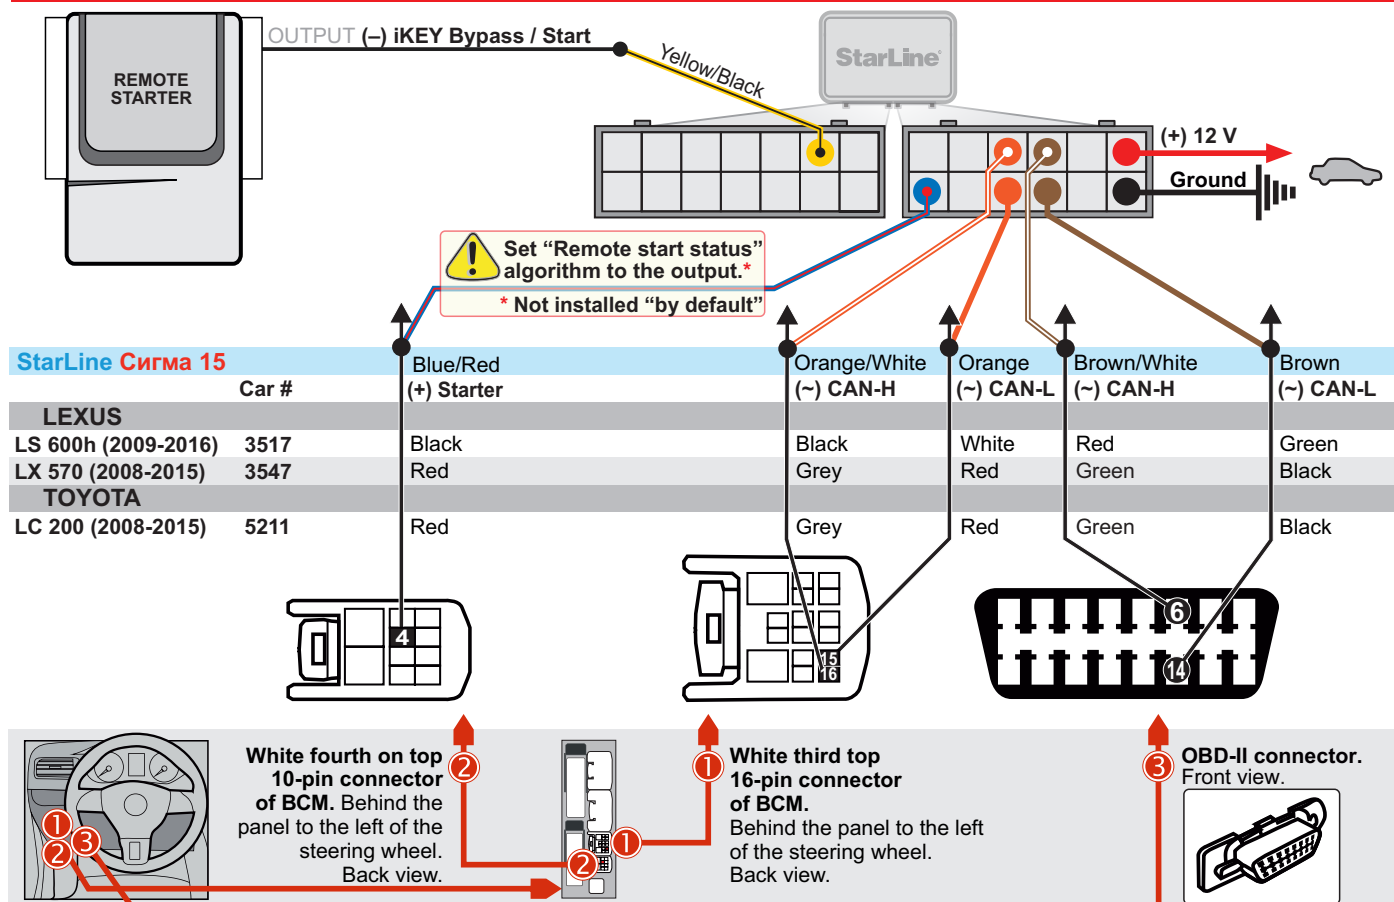 OUTPUT (–) iKEY Bypass / Start
REMOTE
STARTER
Yellow/Black
StarLine
(+) 12 V
Ground
Set “Remote start status”
algorithm to the output.*
* Not installed “by default”
StarLine Сигма 15 Blue/Red Orange/White Orange Brown/White Brown
Car # (+) Starter (~) CAN-H (~) CAN-L (~) CAN-H (~) CAN-L
LEXUS
LS 600h (2009-2016) 3517 Black Black White Red Green
LX 570 (2008-2015) 3547 Red Grey Red Green Black
TOYOTA
LC 200 (2008-2015) 5211 Red Grey Red Green Black
4
15
16
6
14
1
2
3
White fourth on top
10-pin connector
of BCM. Behind the
panel to the left of the
steering wheel.
Back view.
2
2
1
1
White third top
16-pin connector
of BCM.
Behind the panel to the left
of the steering wheel.
Back view.
3
OBD-II connector.
Front view.